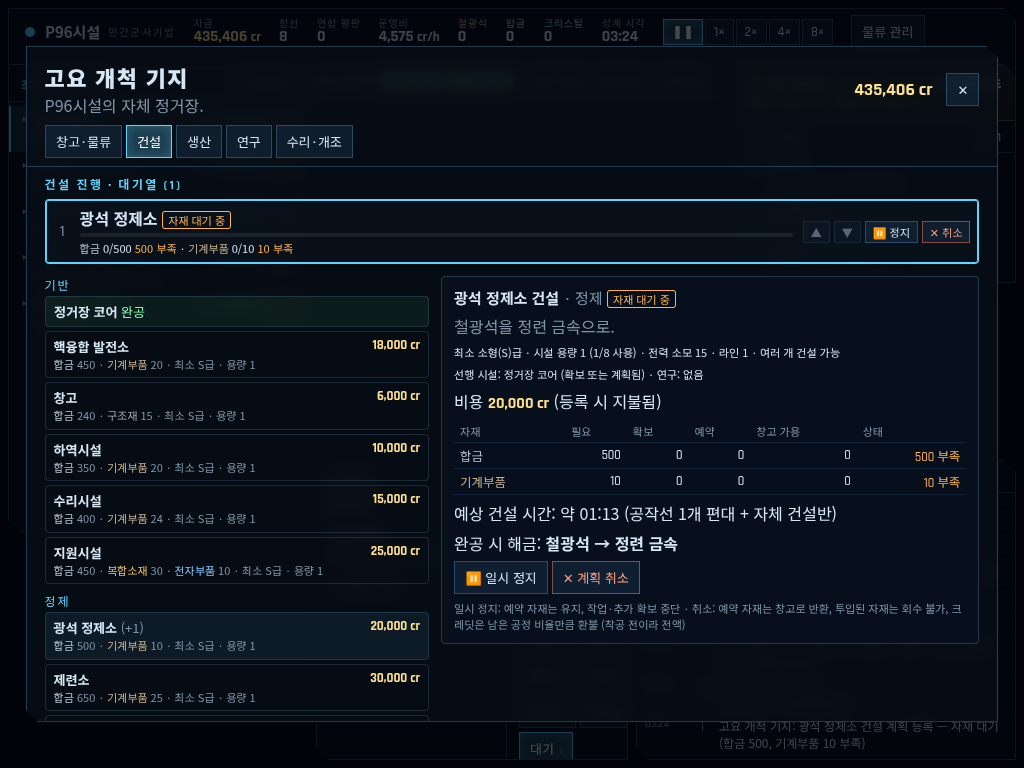 P96시설 민간군사기업
자금 435,406 cr
함선 8
연합 평판 0
운영비 4,575 cr/h
철광석 0
합금 0
크리스탈 0
성계 시각 03:24
❚❚ 1× 2× 4× 8× 물류 관리
고요 개척 기지
P96시설의 자체 정거장.
435,406 cr ×
창고·물류 건설 생산 연구 수리·개조
건설 진행 · 대기열 (1)
1 광석 정제소 자재 대기 중
합금 0/500 500 부족 · 기계부품 0/10 10 부족
▲ ▼ ⏸ 정지 × 취소
기반
정거장 코어 완공
핵융합 발전소 18,000 cr
합금 450 · 기계부품 20 · 최소 S급 · 용량 1
창고 6,000 cr
합금 240 · 구조재 15 · 최소 S급 · 용량 1
하역시설 10,000 cr
합금 350 · 기계부품 20 · 최소 S급 · 용량 1
수리시설 15,000 cr
합금 400 · 기계부품 24 · 최소 S급 · 용량 1
지원시설 25,000 cr
합금 450 · 복합소재 30 · 전자부품 10 · 최소 S급 · 용량 1
정제
광석 정제소 (+1) 20,000 cr
합금 500 · 기계부품 10 · 최소 S급 · 용량 1
제련소 30,000 cr
합금 650 · 기계부품 25 · 최소 S급 · 용량 1
광석 정제소 건설 · 정제 자재 대기 중
철광석을 정련 금속으로.
최소 소형(S)급 · 시설 용량 1 (1/8 사용) · 전력 소모 15 · 라인 1 · 여러 개 건설 가능
선행 시설: 정거장 코어 (확보 또는 계획됨) · 연구: 없음
비용 20,000 cr (등록 시 지불됨)
자재 필요 확보 예약 창고 가용 상태
합금 500 0 0 0 500 부족
기계부품 10 0 0 0 10 부족
예상 건설 시간: 약 01:13 (공작선 1개 편대 + 자체 건설반)
완공 시 해금: 철광석 → 정련 금속
⏸ 일시 정지 × 계획 취소
일시 정지: 예약 자재는 유지, 작업·추가 확보 중단 · 취소: 예약 자재는 창고로 반환, 투입된 자재는 회수 불가, 크
레딧은 남은 공정 비율만큼 환불 (착공 전이라 전액)
03:24 고요 개척 기지: 광석 정제소 건설 계획 등록 — 자재 대기
(합금 500, 기계부품 10 부족)
대기